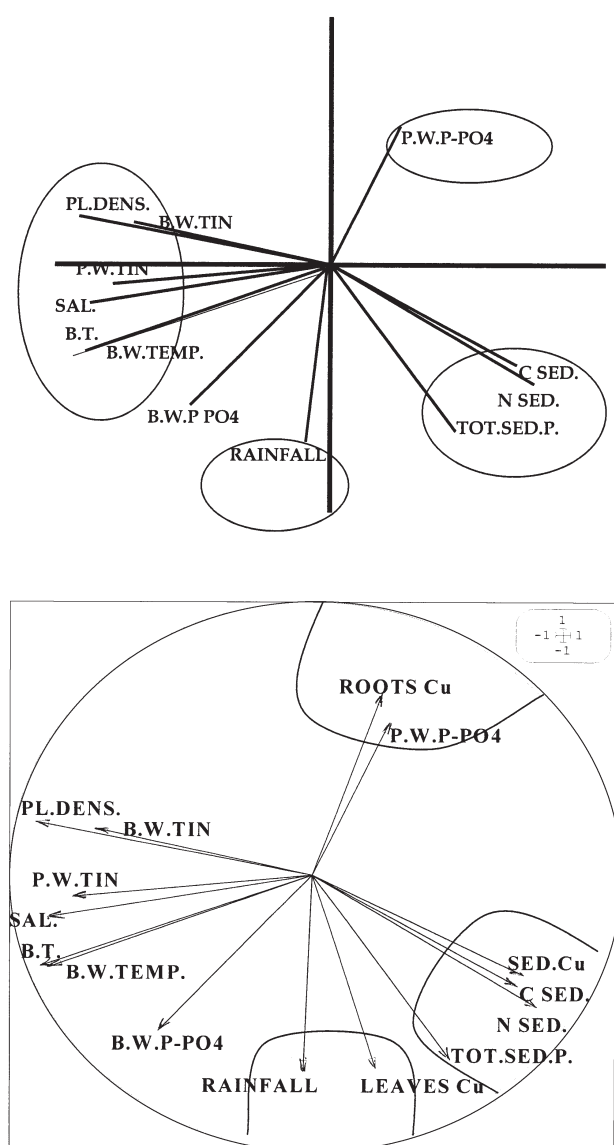 P.W.P-PO4
PL.DENS.
B.W.TIN
P.W.TIN
SAL.
B.T.
B.W.TEMP.
C SED.
N SED.
B.W.P PO4
TOT.SED.P.
RAINFALL
1
-1 1
-1
ROOTS Cu
P.W.P-PO4
PL.DENS.
B.W.TIN
P.W.TIN
SAL.
B.T.
B.W.TEMP.
SED.Cu
C SED.
N SED.
B.W.P-PO4
TOT.SED.P.
RAINFALL LEAVES Cu